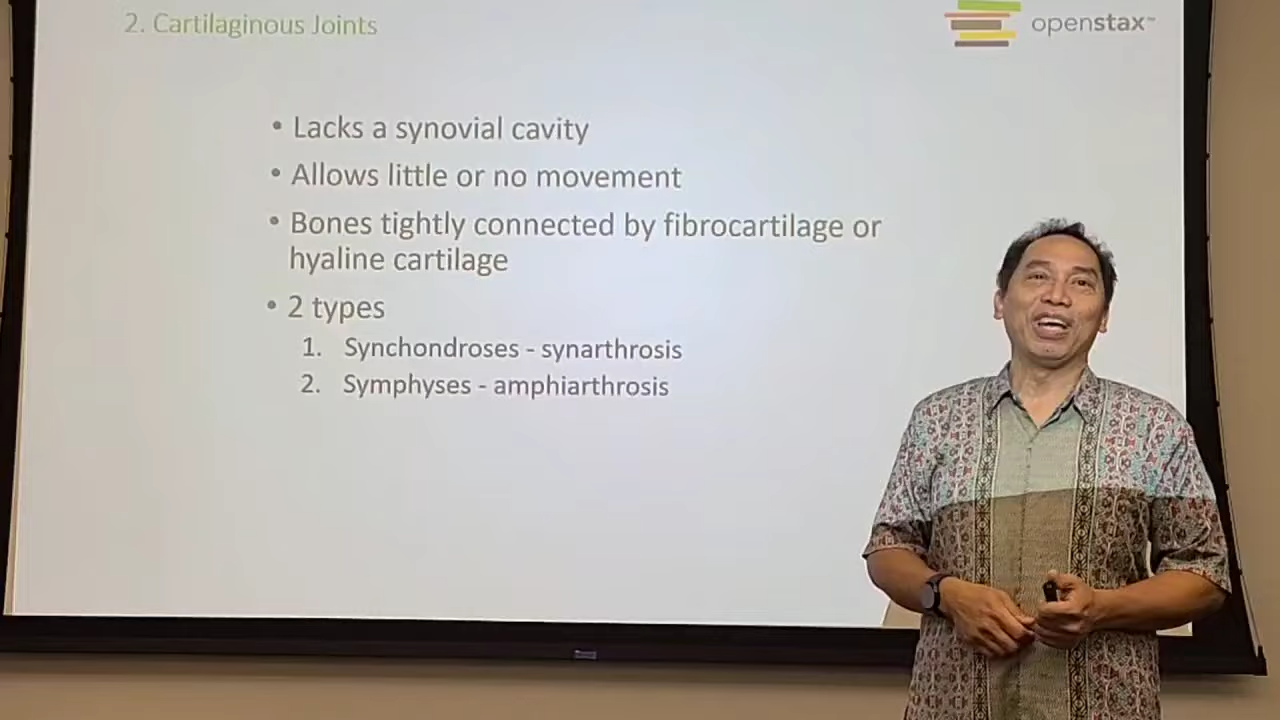 2. Cartilaginous Joints
openstax™
• Lacks a synovial cavity
• Allows little or no movement
• Bones tightly connected by fibrocartilage or
hyaline cartilage
• 2 types
1. Synchondroses - synarthrosis
2. Symphyses - amphiarthrosis